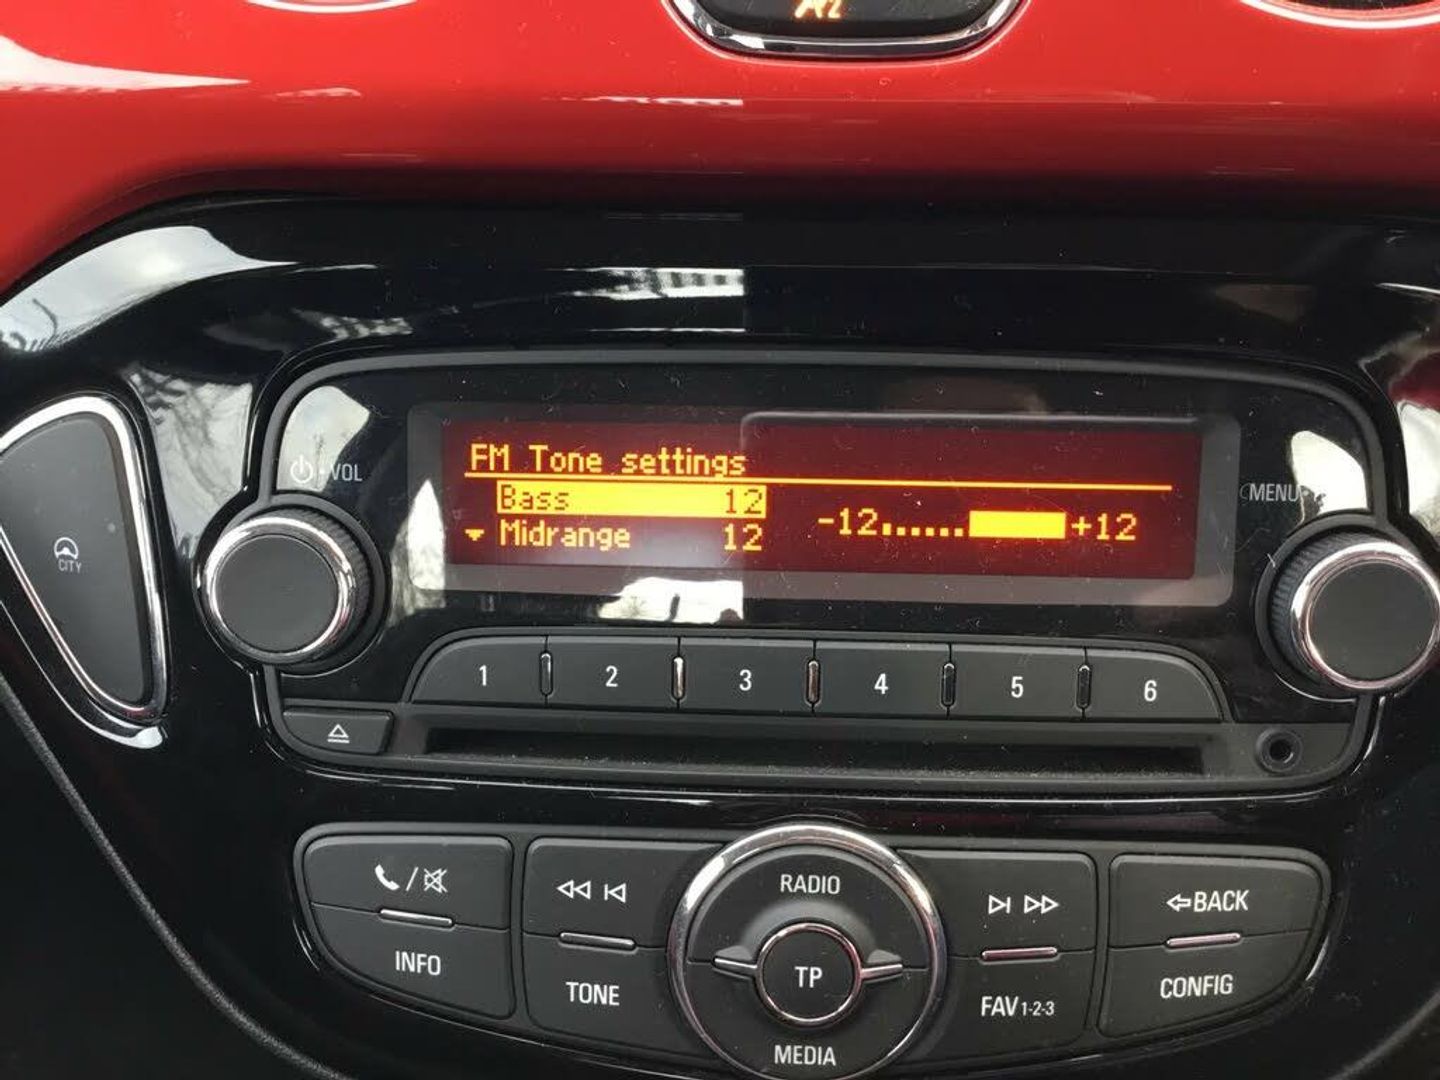 VOL
MENU
CITY
FM Tone settings
Bass 12
Midrange 12
-12 +12
1 2 3 4 5 6
RADIO
BACK
INFO
TONE
TP
FAV 1-2-3
CONFIG
MEDIA